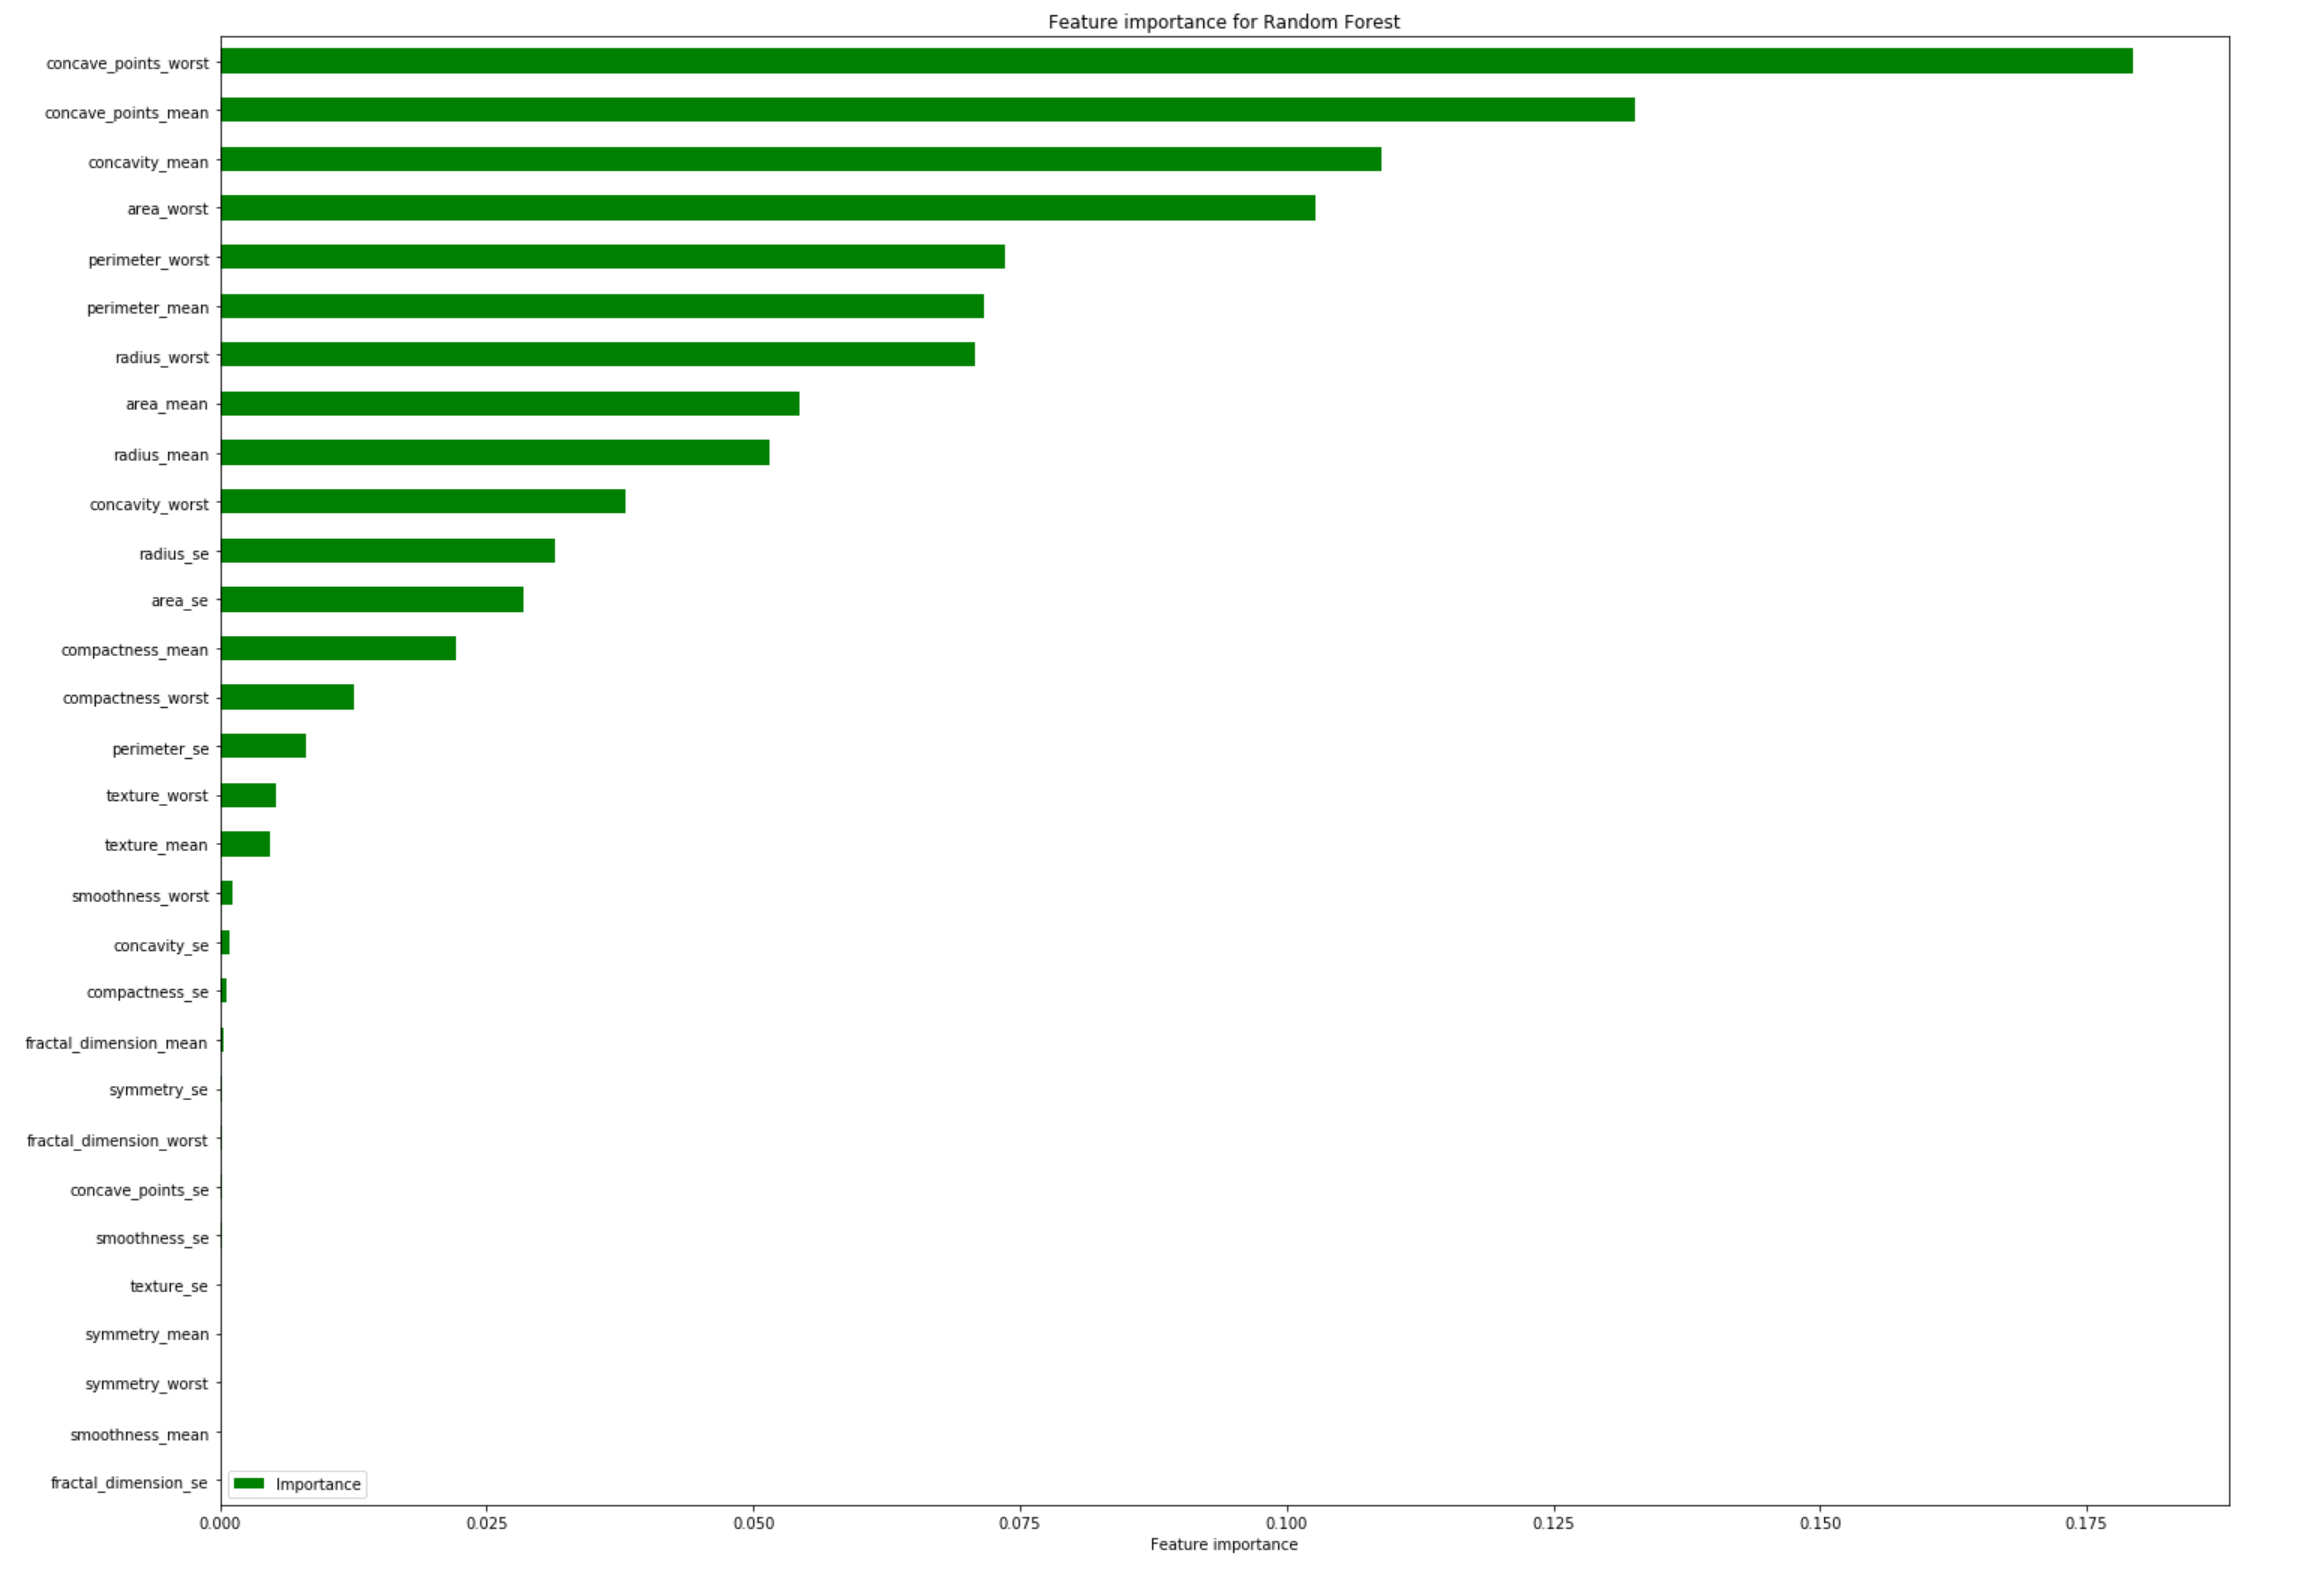 Feature importance for Random Forest
concave_points_worst
concave_points_mean
concavity_mean
area_worst
perimeter_worst
perimeter_mean
radius_worst
area_mean
radius_mean
concavity_worst
radius_se
area_se
compactness_mean
compactness_worst
perimeter_se
texture_worst
texture_mean
smoothness_worst
concavity_se
compactness_se
fractal_dimension_mean
symmetry_se
fractal_dimension_worst
concave_points_se
smoothness_se
texture_se
symmetry_mean
symmetry_worst
smoothness_mean
fractal_dimension_se
Importance
0.000 0.025 0.050 0.075 0.100 0.125 0.150 0.175
Feature importance